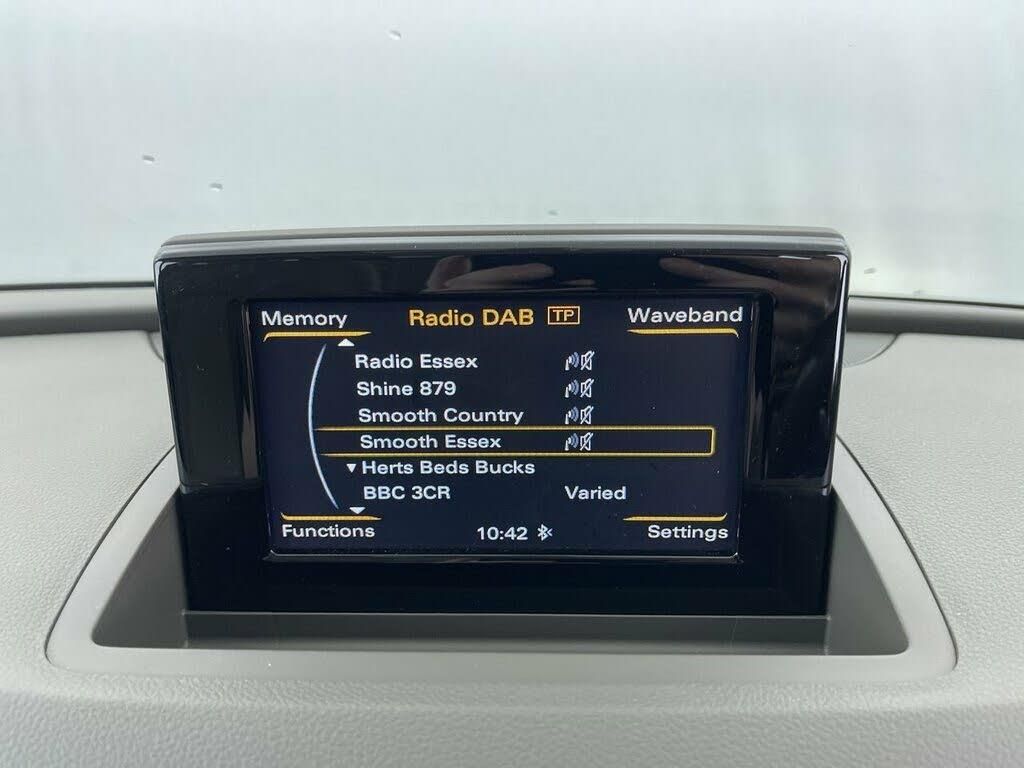 Memory Radio DAB TP Waveband
Radio Essex
Shine 879
Smooth Country
Smooth Essex
Herts Beds Bucks
BBC 3CR Varied
Functions 10:42 Settings